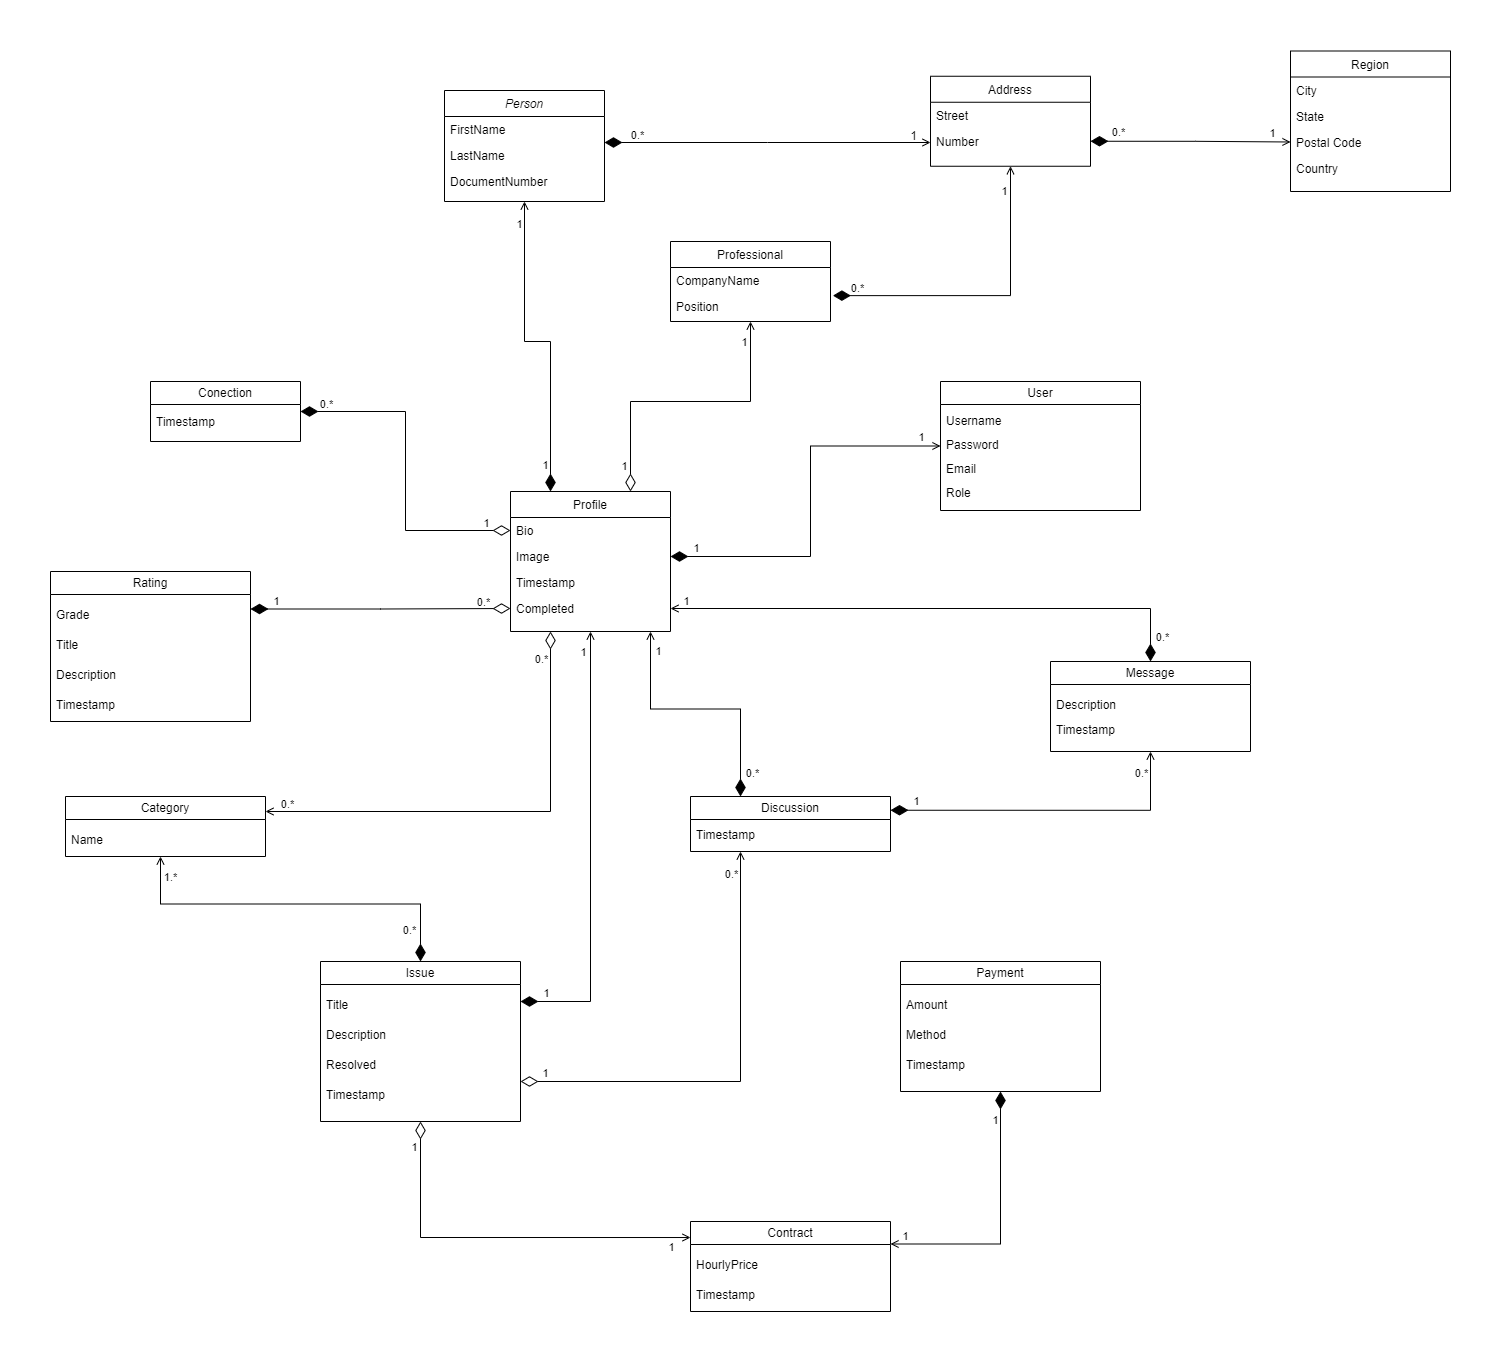 Region
City
State
Postal Code
Country
Address
Street
Number
0.*
1
Person
FirstName
LastName
DocumentNumber
0.*
1
1
1
Professional
CompanyName
Position
0.*
1
Conection
Timestamp
0.*
User
Username
Password
Email
Role
1
1
1
1
Profile
Bio
Image
Timestamp
Completed
1
1
Rating
Grade
Title
Description
Timestamp
1
0.*
1
0.*
1
1
0.*
Message
Description
Timestamp
0.*
Category
Name
0.*
0.*
Discussion
Timestamp
1
0.*
1.*
0.*
Issue
Title
Description
Resolved
Timestamp
1
1
1
Payment
Amount
Method
Timestamp
1
Contract
HourlyPrice
Timestamp
1
1